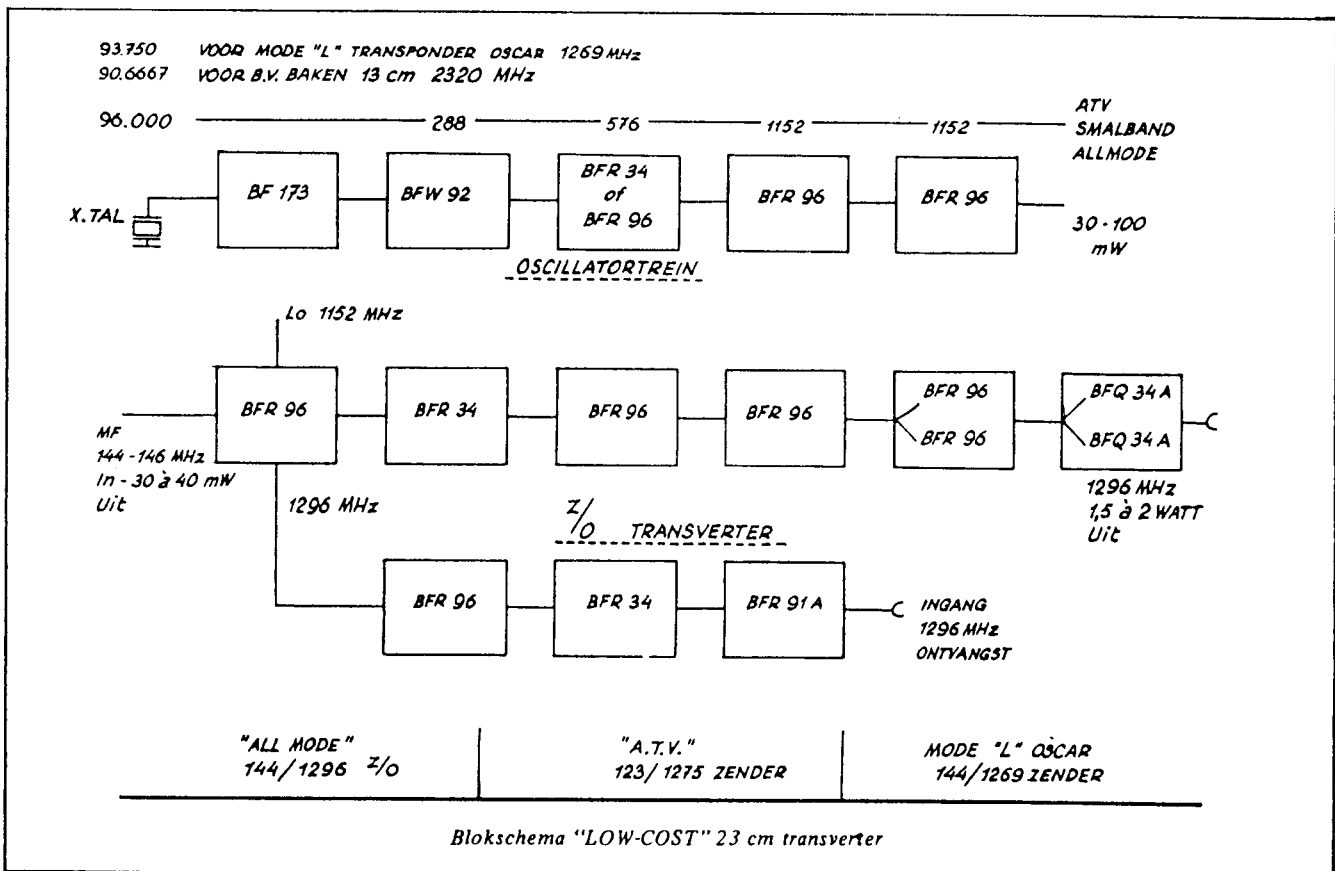 93.750 VOOR MODE "L" TRANSPONDER OSCAR 1269 MHz
90.6667 VOOR B.V. BAKEN 13 cm 2320 MHz
96.000 288 576 1152 1152
ATV
SMALBAND
ALLMODE
X.TAL
BF 173
BFW 92
BFR 34
of
BFR 96
BFR 96
BFR 96
30-100
mW
OSCILLATORTREIN
Lo 1152 MHz
MF
144-146 MHz
In - 30 à 40 mW
Uit
BFR 96
BFR 34
BFR 96
BFR 96
BFR 96
BFR 96
BFQ 34 A
BFQ 34 A
1296 MHz
1,5 à 2 WATT
Uit
1296 MHz
Z/O TRANSVERTER
BFR 96
BFR 34
BFR 91 A
INGANG
1296 MHz
ONTVANGST
"ALL MODE"
144/1296 Z/O
"A.T.V."
123/1275 ZENDER
MODE "L" OSCAR
144/1269 ZENDER
Blokschema "LOW-COST" 23 cm transverter